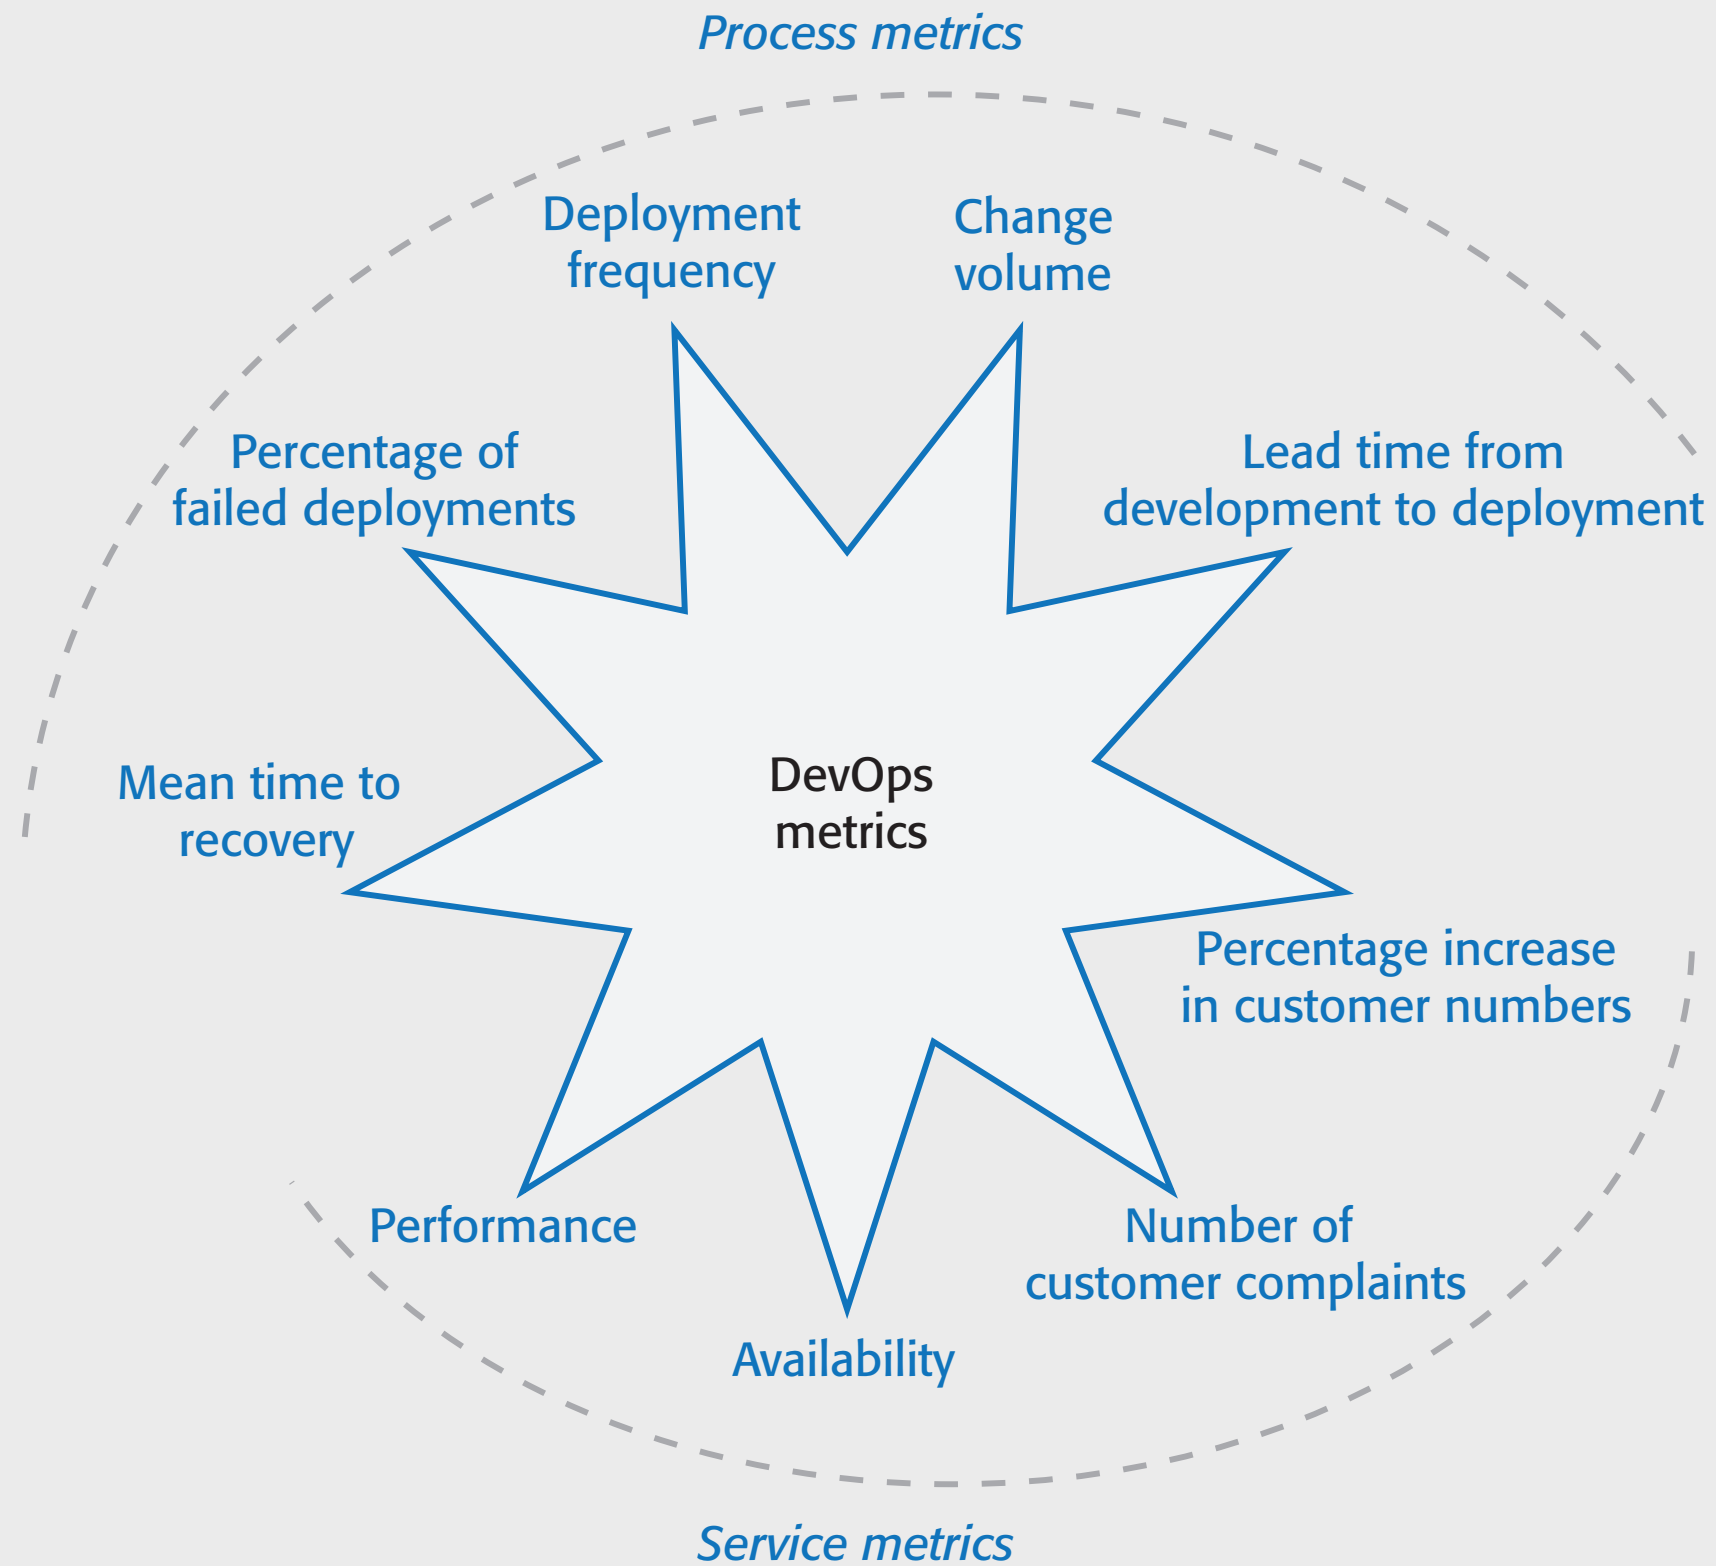 Process metrics
Deployment
frequency
Change
volume
Percentage of
failed deployments
Lead time from
development to deployment
Mean time to
recovery
DevOps
metrics
Percentage increase
in customer numbers
Performance
Number of
customer complaints
Availability
Service metrics